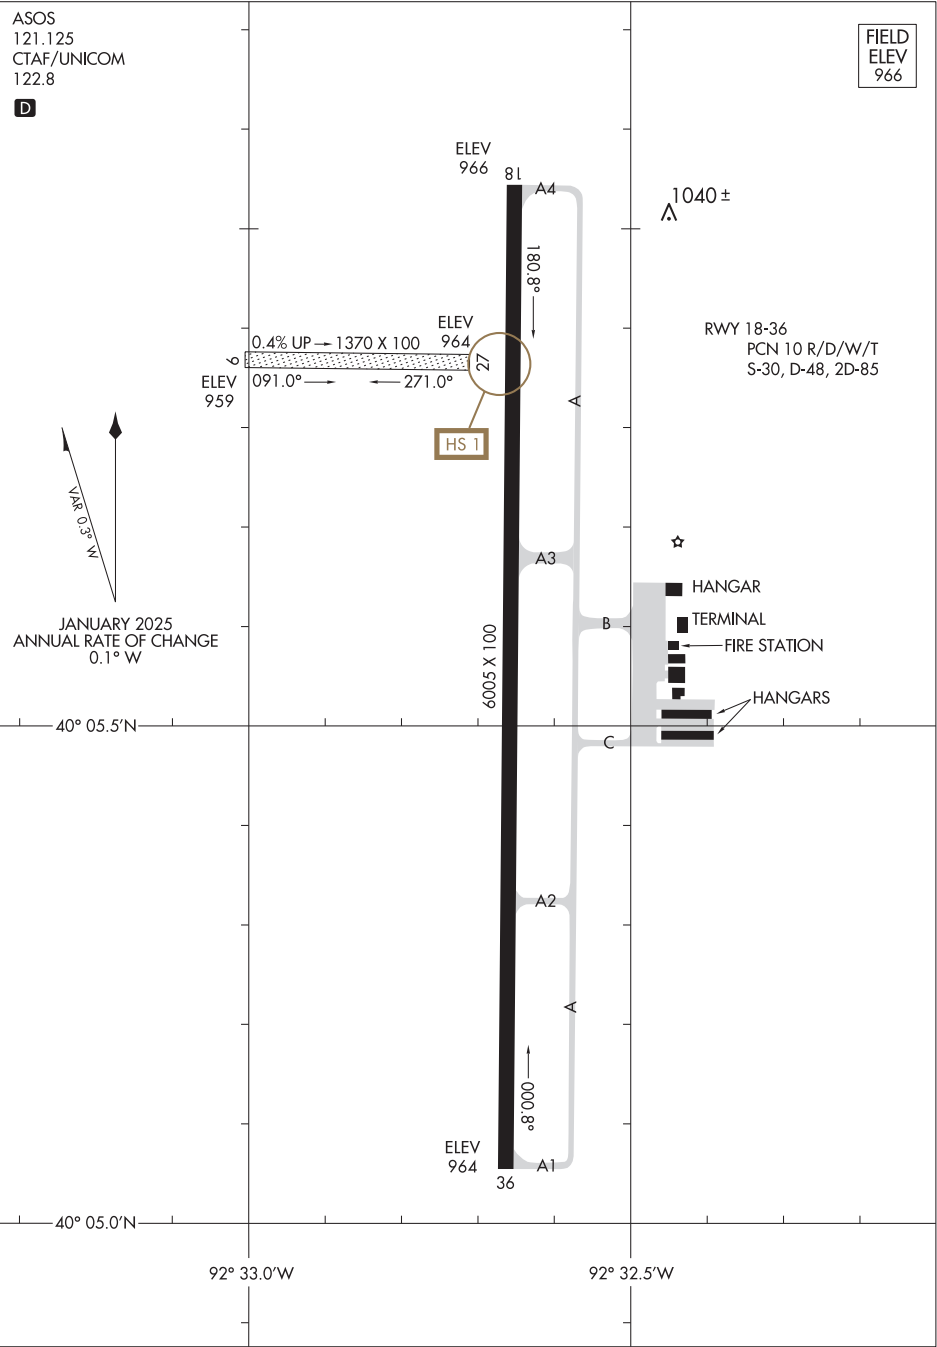 ASOS
121.125
CTAF/UNICOM
122.8
D
FIELD
ELEV
966
ELEV
966
18
A4
1040 ±
180.8°
ELEV
964
0.4% UP
1370 X 100
9
27
ELEV
959
091.0°
271.0°
HS 1
RWY 18-36
PCN 10 R/D/W/T
S-30, D-48, 2D-85
A
VAR 0.3° W
JANUARY 2025
ANNUAL RATE OF CHANGE
0.1° W
A3
HANGAR
B
TERMINAL
FIRE STATION
6005 X 100
HANGARS
40° 05.5'N
C
A2
A
000.8°
ELEV
964
A1
36
40° 05.0'N
92° 33.0'W
92° 32.5'W